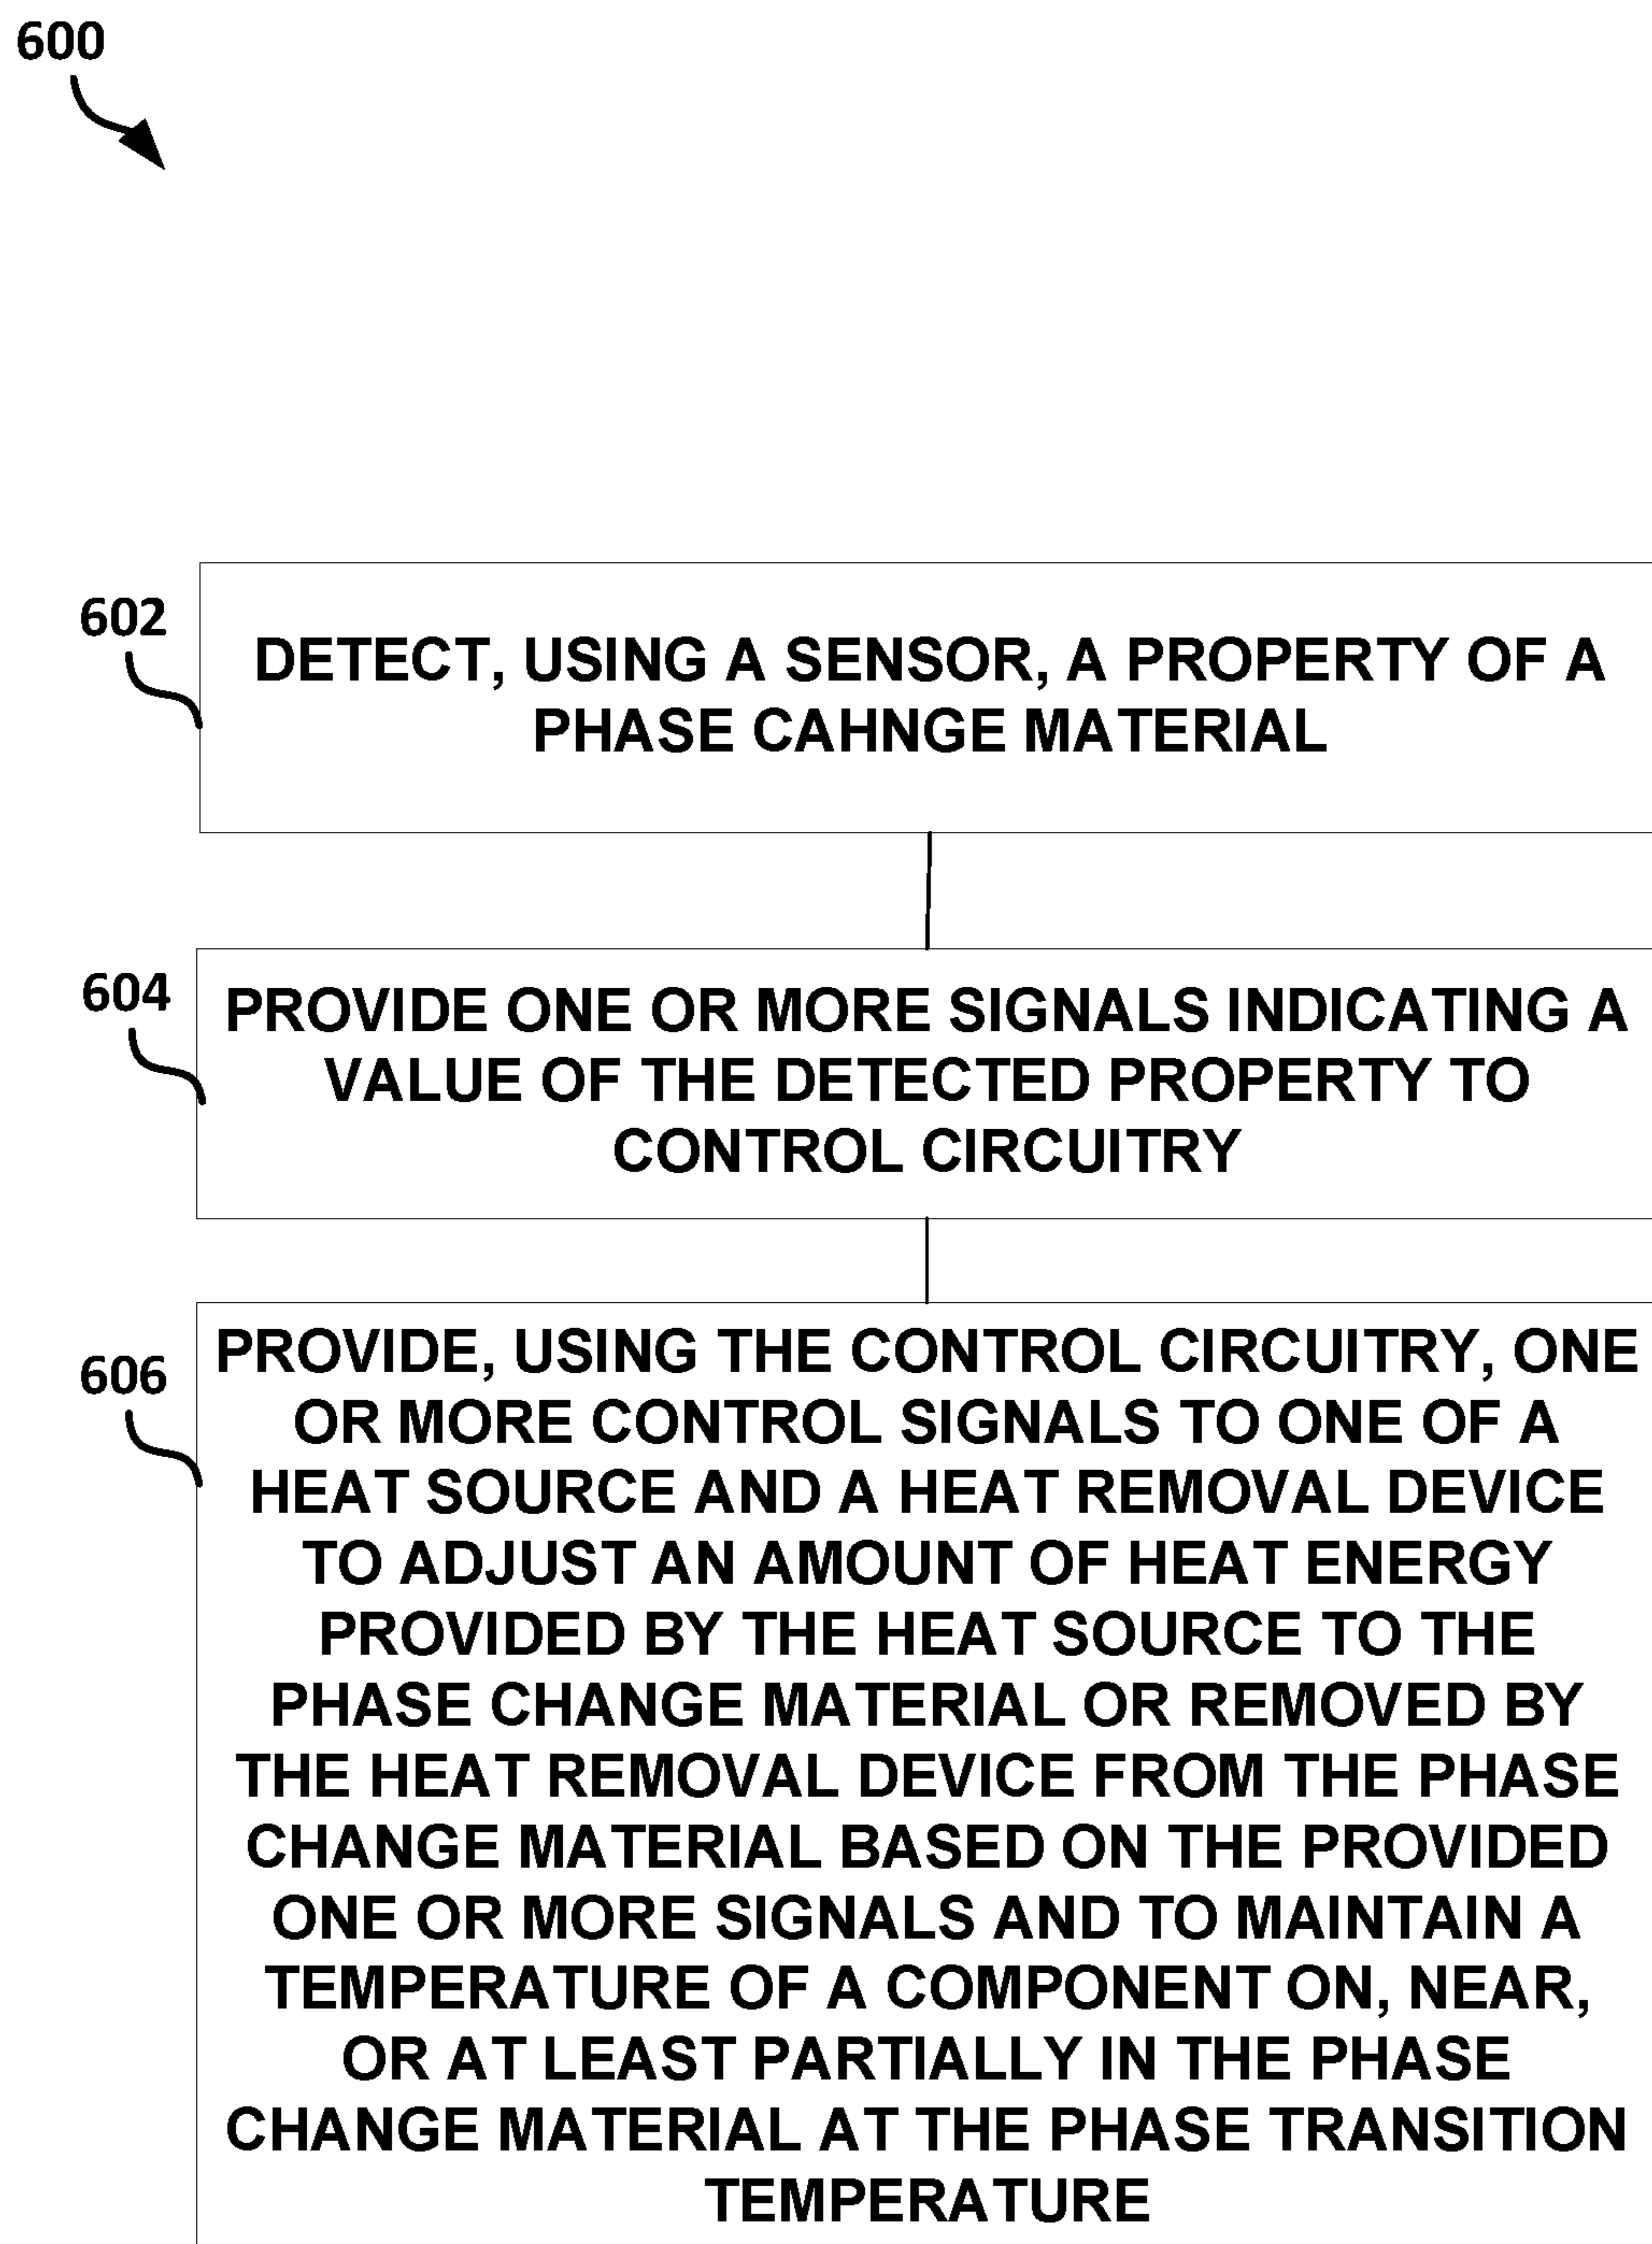 600
602
DETECT, USING A SENSOR, A PROPERTY OF A
PHASE CAHNGE MATERIAL
604
PROVIDE ONE OR MORE SIGNALS INDICATING A
VALUE OF THE DETECTED PROPERTY TO
CONTROL CIRCUITRY
606
PROVIDE, USING THE CONTROL CIRCUITRY, ONE
OR MORE CONTROL SIGNALS TO ONE OF A
HEAT SOURCE AND A HEAT REMOVAL DEVICE
TO ADJUST AN AMOUNT OF HEAT ENERGY
PROVIDED BY THE HEAT SOURCE TO THE
PHASE CHANGE MATERIAL OR REMOVED BY
THE HEAT REMOVAL DEVICE FROM THE PHASE
CHANGE MATERIAL BASED ON THE PROVIDED
ONE OR MORE SIGNALS AND TO MAINTAIN A
TEMPERATURE OF A COMPONENT ON, NEAR,
OR AT LEAST PARTIALLY IN THE PHASE
CHANGE MATERIAL AT THE PHASE TRANSITION
TEMPERATURE